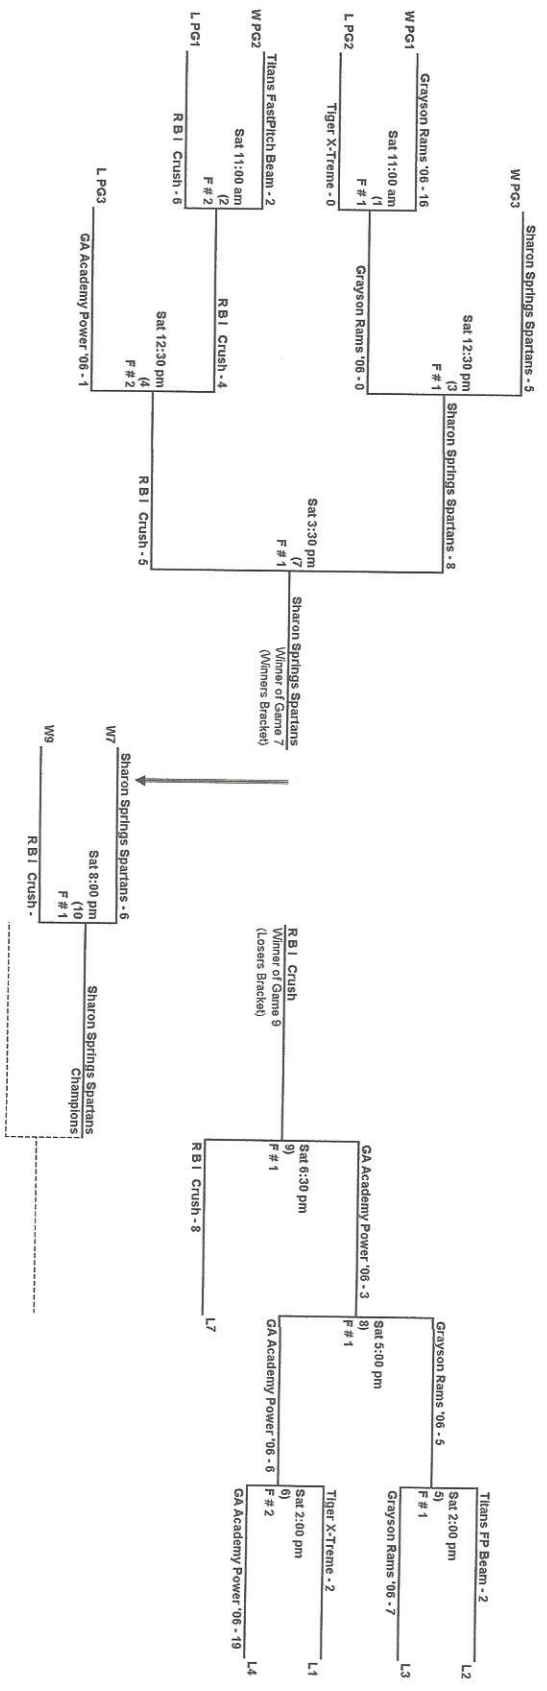 Sharon Springs Spartans - 5
W PG3
Grayson Rams '06 - 16
W PG1
Sat 11:00 am
(1
F # 1
L PG2
Tiger X-Treme - 0
Sat 12:30 pm
(3
F # 1
Grayson Rams '06 - 0
Sharon Springs Spartans - 8
Titans FastPitch Beam - 2
W PG2
Sat 11:00 am
(2
F # 2
L PG1
R B I Crush - 6
R B I Crush - 4
Sat 12:30 pm
(4
F # 2
L PG3
GA Academy Power '06 - 1
Sat 3:30 pm
(7
F # 1
R B I Crush - 5
Sharon Springs Spartans
Winner of Game 7
(Winners Bracket)
W7
Sharon Springs Spartans - 6
Sat 8:00 pm
(10
F # 1
W9
R B I Crush -
Sharon Springs Spartans
Champions
R B I Crush
Winner of Game 9
(Losers Bracket)
GA Academy Power '06 - 3
Sat 6:30 pm
9)
F # 1
R B I Crush - 8
L7
Grayson Rams '06 - 5
Sat 5:00 pm
8)
F # 1
GA Academy Power '06 - 6
Titans FP Beam - 2
L2
Sat 2:00 pm
5)
F # 1
Grayson Rams '06 - 7
L3
Tiger X-Treme - 2
L1
Sat 2:00 pm
6)
F # 2
GA Academy Power '06 - 19
L4